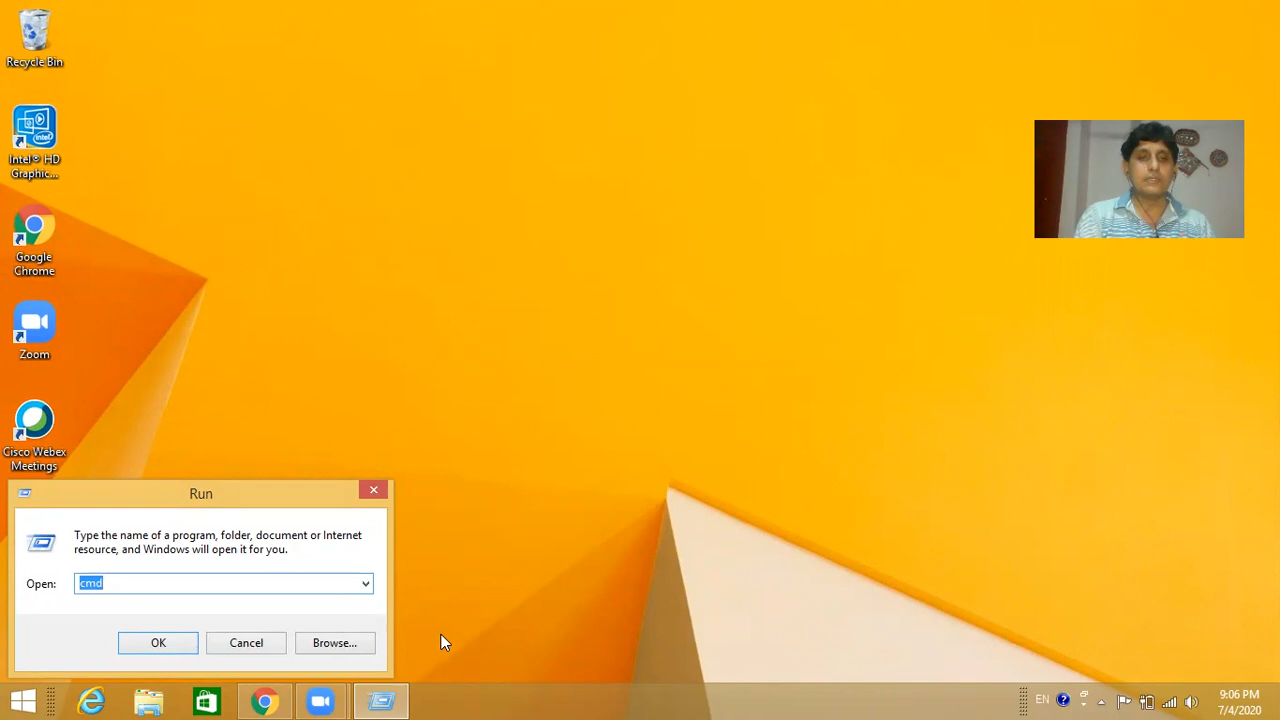 Recycle Bin
Intel® HD
Graphic...
Google
Chrome
Zoom
Cisco Webex
Meetings
Run
Type the name of a program, folder, document or Internet
resource, and Windows will open it for you.
Open:
cmd
OK
Cancel
Browse...
EN
9:06 PM
7/4/2020